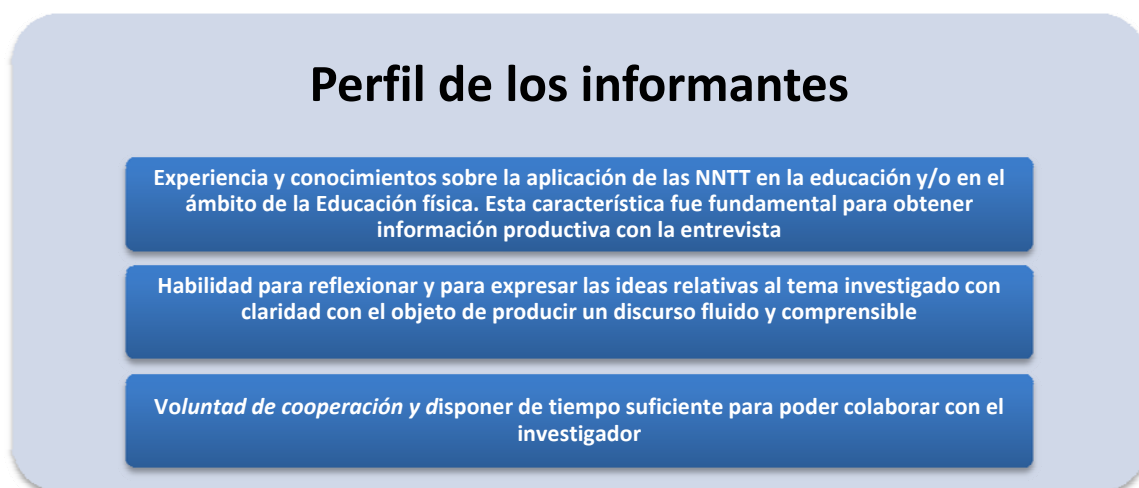 Perfil de los informantes
Experiencia y conocimientos sobre la aplicación de las NNTT en la educación y/o en el
ámbito de la Educación física. Esta característica fue fundamental para obtener
información productiva con la entrevista
Habilidad para reflexionar y para expresar las ideas relativas al tema investigado con
claridad con el objeto de producir un discurso fluido y comprensible
Voluntad de cooperación y disponer de tiempo suficiente para poder colaborar con el
investigador